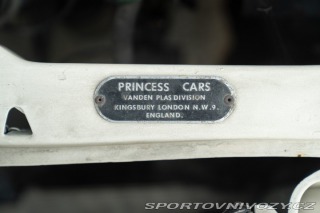 PRINCESS CARS
VANDEN PLAS DIVISION
KINGSBURY LONDON N.W.9.
ENGLAND.
SPORTOVNIVOZY.CZ